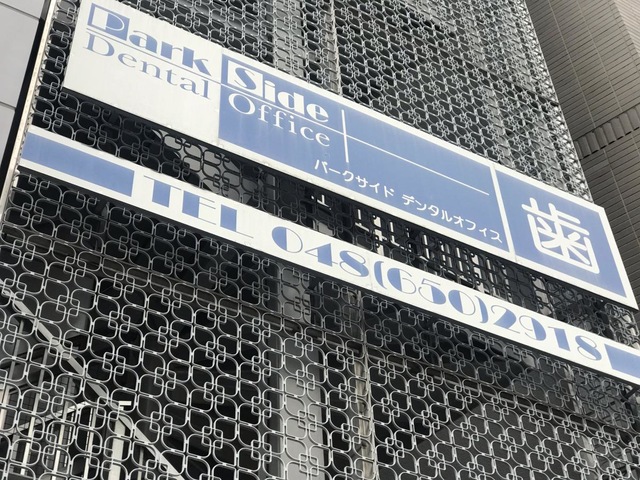 Park Side
Dental Office
パークサイド デンタルオフィス
歯
TEL 048(650)2918